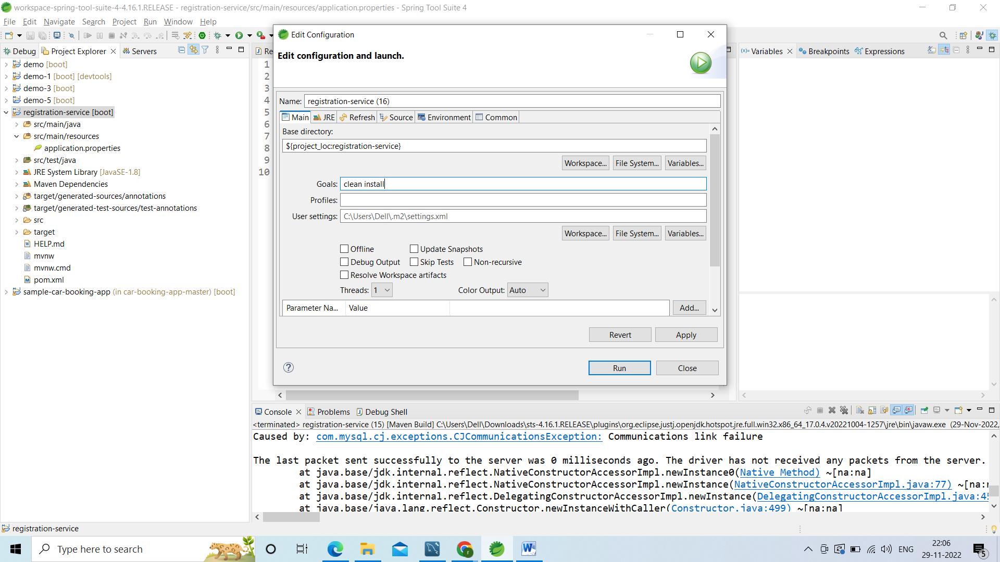 workspace-spring-tool-suite-4-4.16.1.RELEASE - registration-service/src/main/resources/application.properties - Spring Tool Suite 4
File Edit Navigate Search Project Run Window Help
Debug Project Explorer Servers
demo [boot]
demo-1 [boot] [devtools]
demo-3 [boot]
demo-5 [boot]
registration-service [boot]
src/main/java
src/main/resources
application.properties
src/test/java
JRE System Library [JavaSE-1.8]
Maven Dependencies
target/generated-sources/annotations
target/generated-test-sources/test-annotations
src
target
HELP.md
mvnw
mvnw.cmd
pom.xml
sample-car-booking-app (in car-booking-app-master) [boot]
Re
1
2
3
4
5
6
7
8
9
10
Edit Configuration
Edit configuration and launch.
Name: registration-service (16)
Main JRE Refresh Source Environment Common
Base directory:
${project_loc:registration-service}
Workspace... File System... Variables...
Goals: clean install
Profiles:
User settings: C:\Users\Dell\.m2\settings.xml
Workspace... File System... Variables...
Offline Update Snapshots
Debug Output Skip Tests Non-recursive
Resolve Workspace artifacts
Threads: 1 Color Output: Auto
Parameter Na... Value Add...
Revert Apply
Run Close
(x)= Variables Breakpoints Expressions
Console Problems Debug Shell
<terminated> registration-service (15) [Maven Build] C:\Users\Dell\Downloads\sts-4.16.1.RELEASE\plugins\org.eclipse.justj.openjdk.hotspot.jre.full.win32.x86_64_17.0.4.v20221004-1257\jre\bin\javaw.exe (29-Nov-2022,
Caused by: com.mysql.cj.exceptions.CJCommunicationsException: Communications link failure
The last packet sent successfully to the server was 0 milliseconds ago. The driver has not received any packets from the server.
at java.base/jdk.internal.reflect.NativeConstructorAccessorImpl.newInstance0(Native Method) ~[na:na]
at java.base/jdk.internal.reflect.NativeConstructorAccessorImpl.newInstance(NativeConstructorAccessorImpl.java:77) ~[na:
at java.base/jdk.internal.reflect.DelegatingConstructorAccessorImpl.newInstance(DelegatingConstructorAccessorImpl.java:45
at java.base/java.lang.reflect.Constructor.newInstanceWithCaller(Constructor.java:499) ~[na:na]
registration-service
Type here to search
ENG
22:06
29-11-2022
5